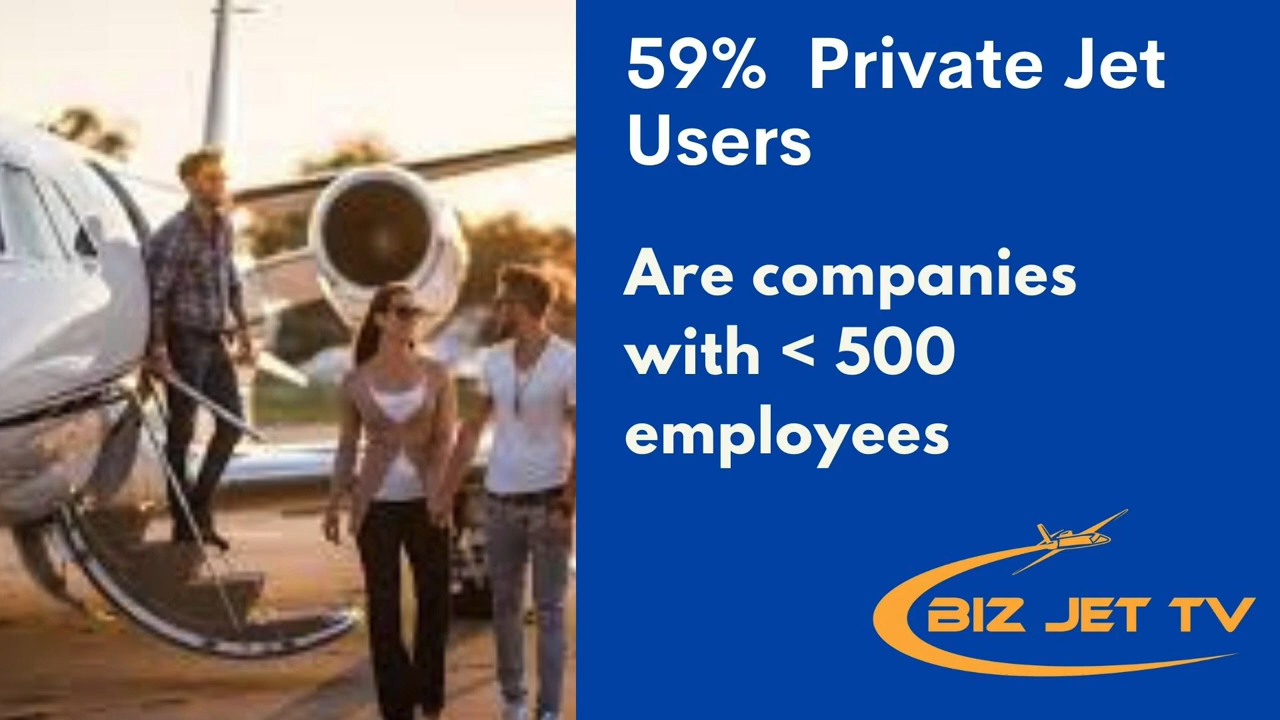 59%  Private Jet
Users
Are companies
with < 500
employees
BIZ JET TV